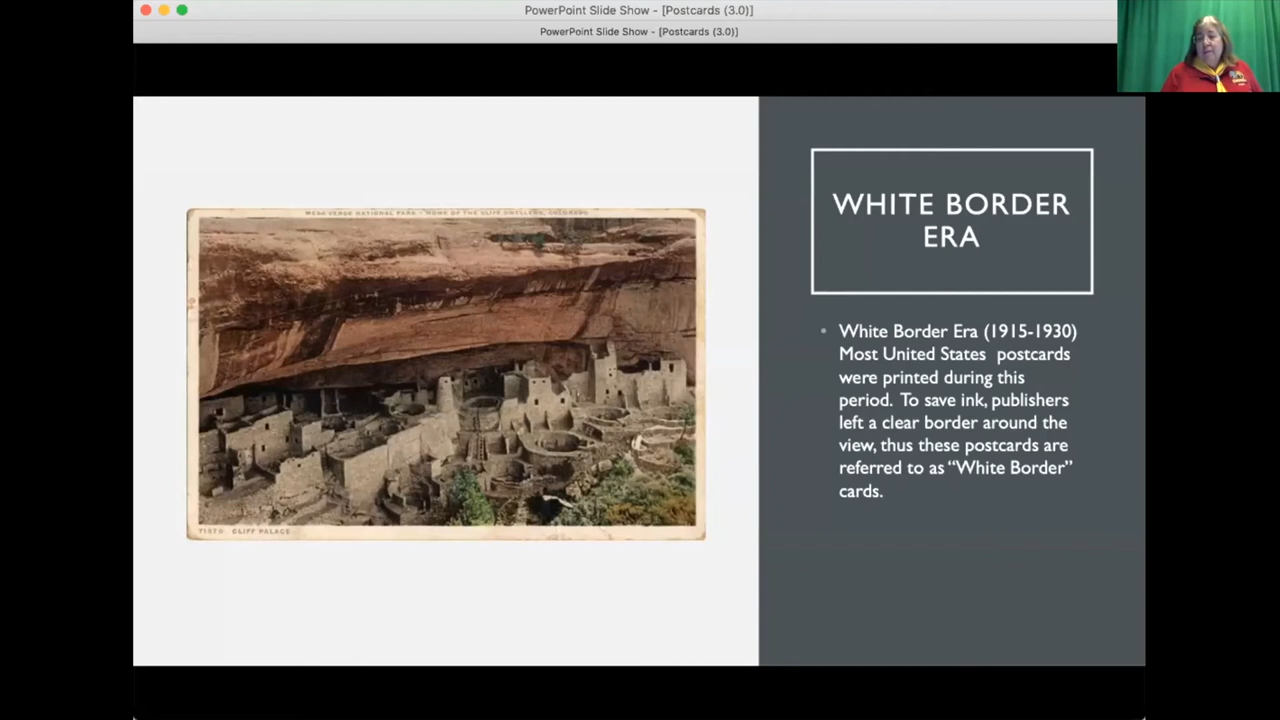 PowerPoint Slide Show - [Postcards (3.0)]
PowerPoint Slide Show - [Postcards (3.0)]
MESA VERDE NATIONAL PARK - HOME OF THE CLIFF DWELLERS, COLORADO
CLIFF PALACE
WHITE BORDER
ERA
• White Border Era (1915-1930)
Most United States postcards
were printed during this
period. To save ink, publishers
left a clear border around the
view, thus these postcards are
referred to as “White Border”
cards.